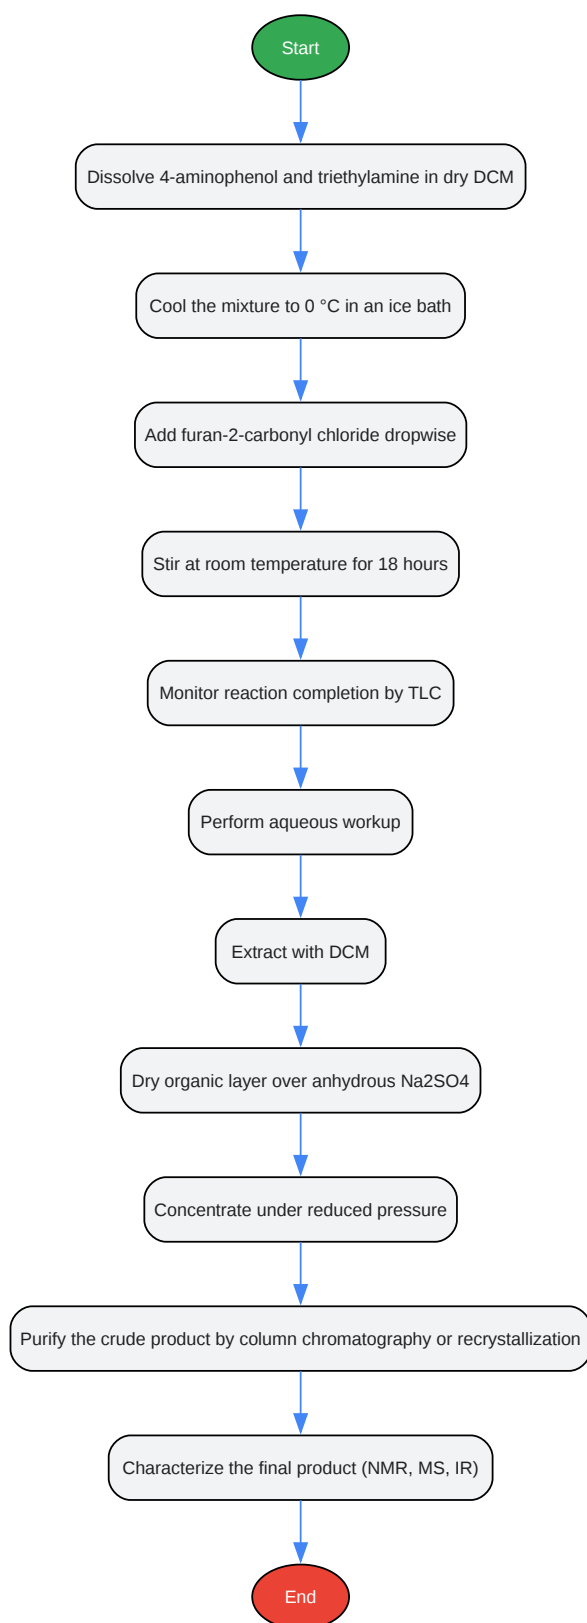 Start
Dissolve 4-aminophenol and triethylamine in dry DCM
Cool the mixture to 0 °C in an ice bath
Add furan-2-carbonyl chloride dropwise
Stir at room temperature for 18 hours
Monitor reaction completion by TLC
Perform aqueous workup
Extract with DCM
Dry organic layer over anhydrous Na2SO4
Concentrate under reduced pressure
Purify the crude product by column chromatography or recrystallization
Characterize the final product (NMR, MS, IR)
End